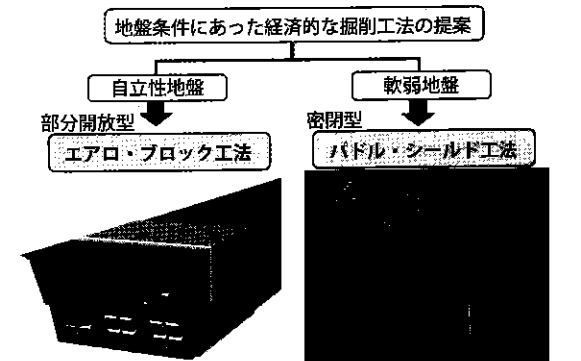 地盤条件にあった経済的な掘削工法の提案
自立性地盤
軟弱地盤
部分開放型
密閉型
エアロ・ブロック工法
パドル・シールド工法